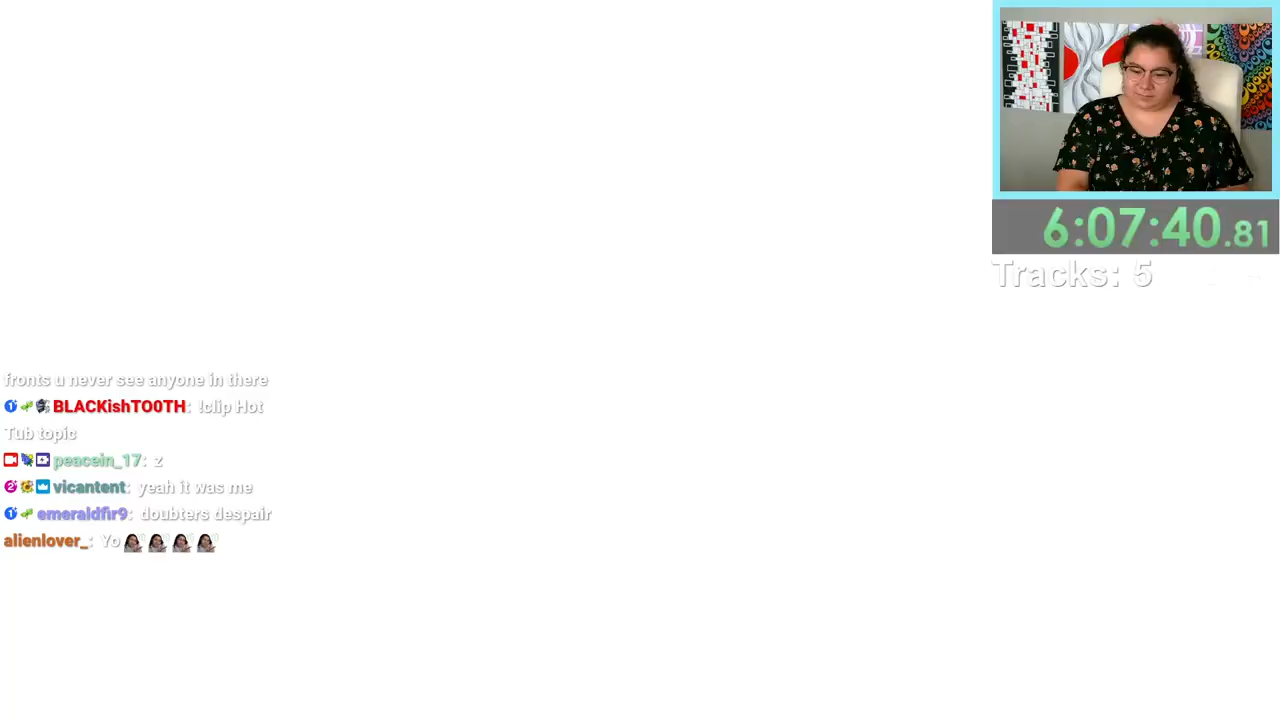 6:07:40.81
Tracks: 5
fronts u never see anyone in there
BLACKishTO0TH: !clip Hot
Tub topic
peacein_17: z
vicantent: yeah it was me
emeraldfir9: doubters despair
alienlover_: Yo